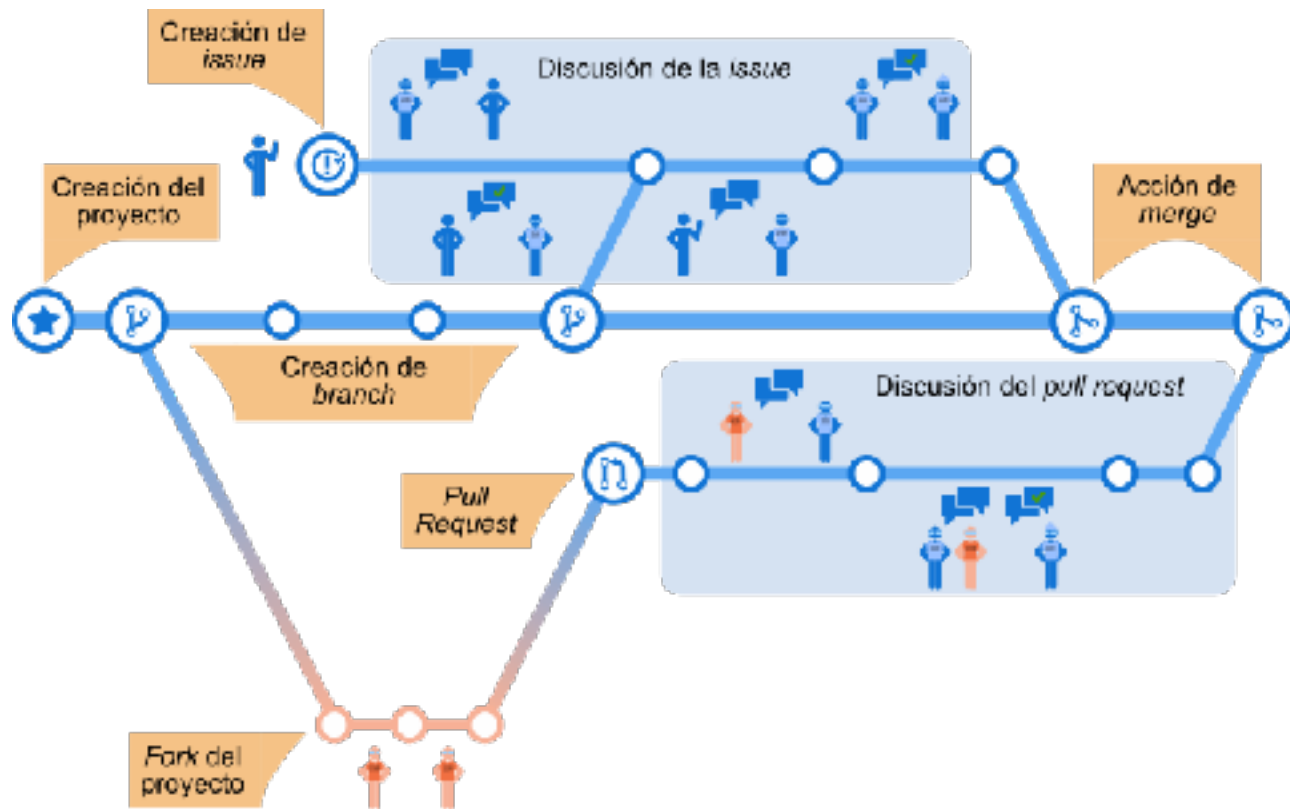 Creación de
issue
Discusión de la issue
Creación del
proyecto
Acción de
merge
Creación de
branch
Discusión del pull request
Pull
Request
Fork del
proyecto